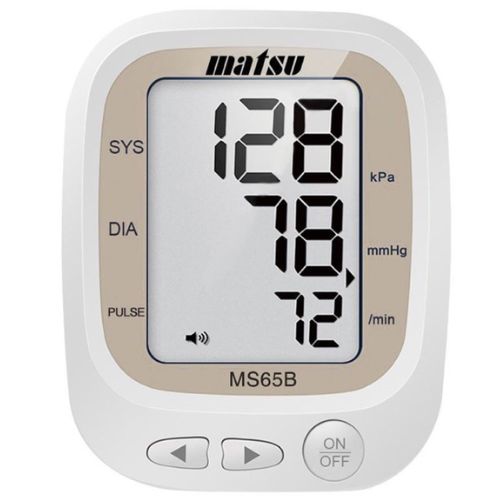 matsu
SYS
128
kPa
DIA
78
mmHg
PULSE
72
/min
MS65B
ON
OFF